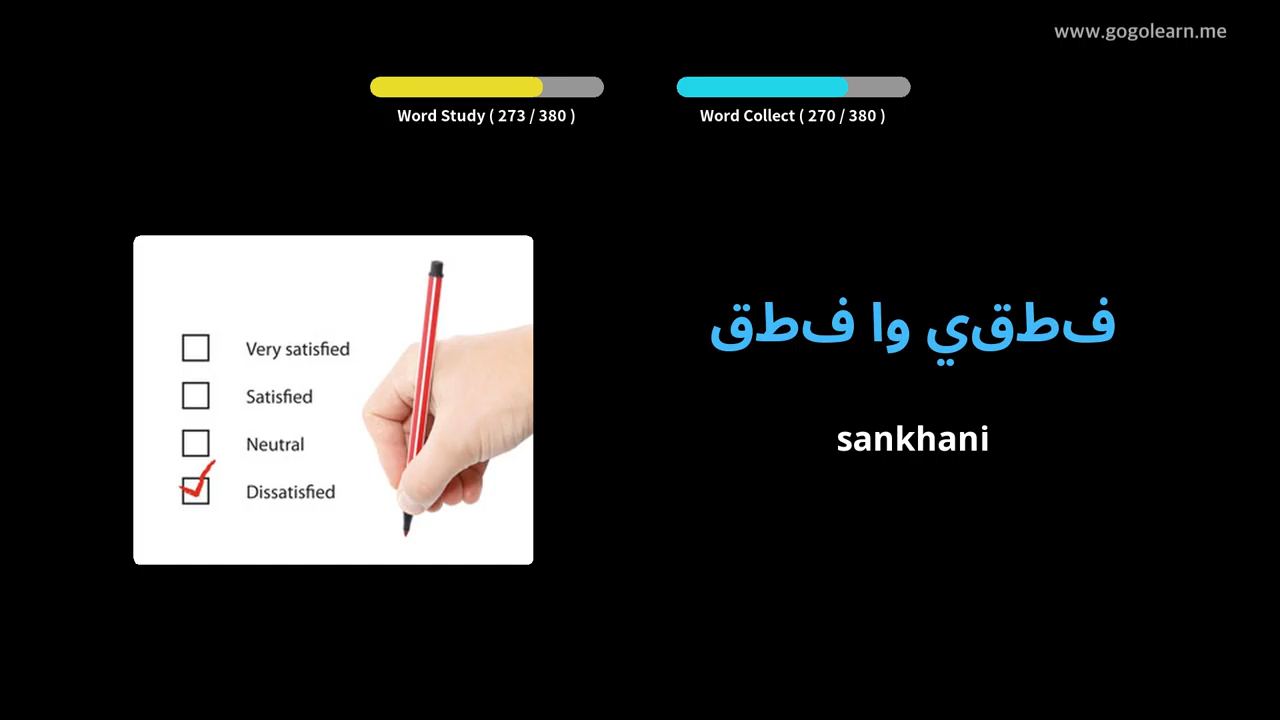 www.gogolearn.me
Word Study ( 273 / 380 )
Word Collect ( 270 / 380 )
Very satisfied
Satisfied
Neutral
Dissatisfied
فطقي وا فطق
sankhani